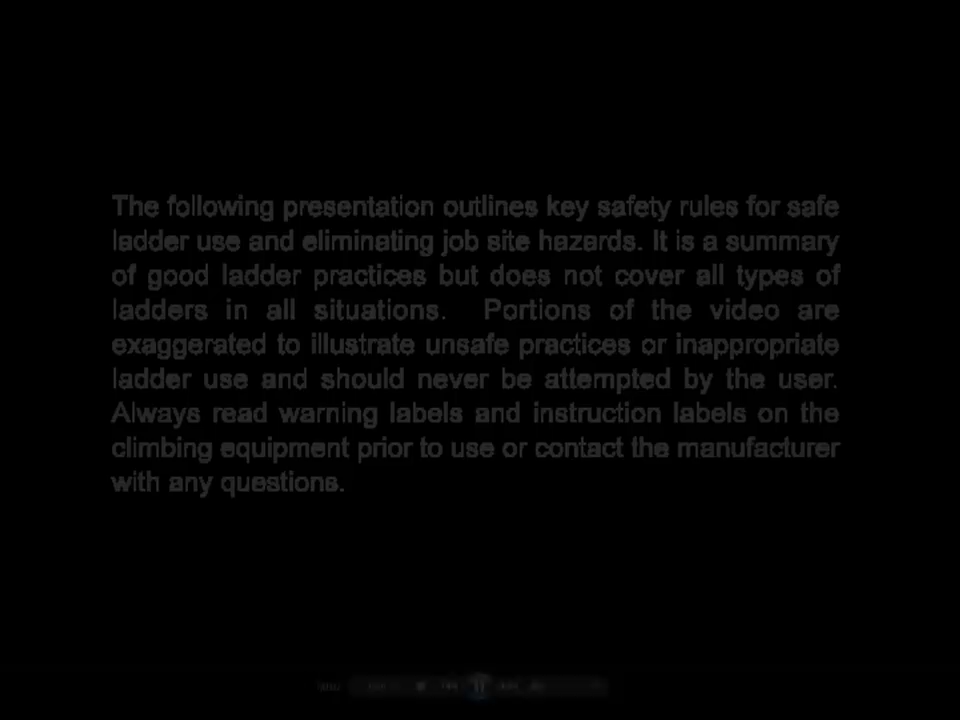 The following presentation outlines key safety rules for safe
ladder use and eliminating job site hazards. It is a summary
of good ladder practices but does not cover all types of
ladders in all situations. Portions of the video are
exaggerated to illustrate unsafe practices or inappropriate
ladder use and should never be attempted by the user.
Always read warning labels and instruction labels on the
climbing equipment prior to use or contact the manufacturer
with any questions.